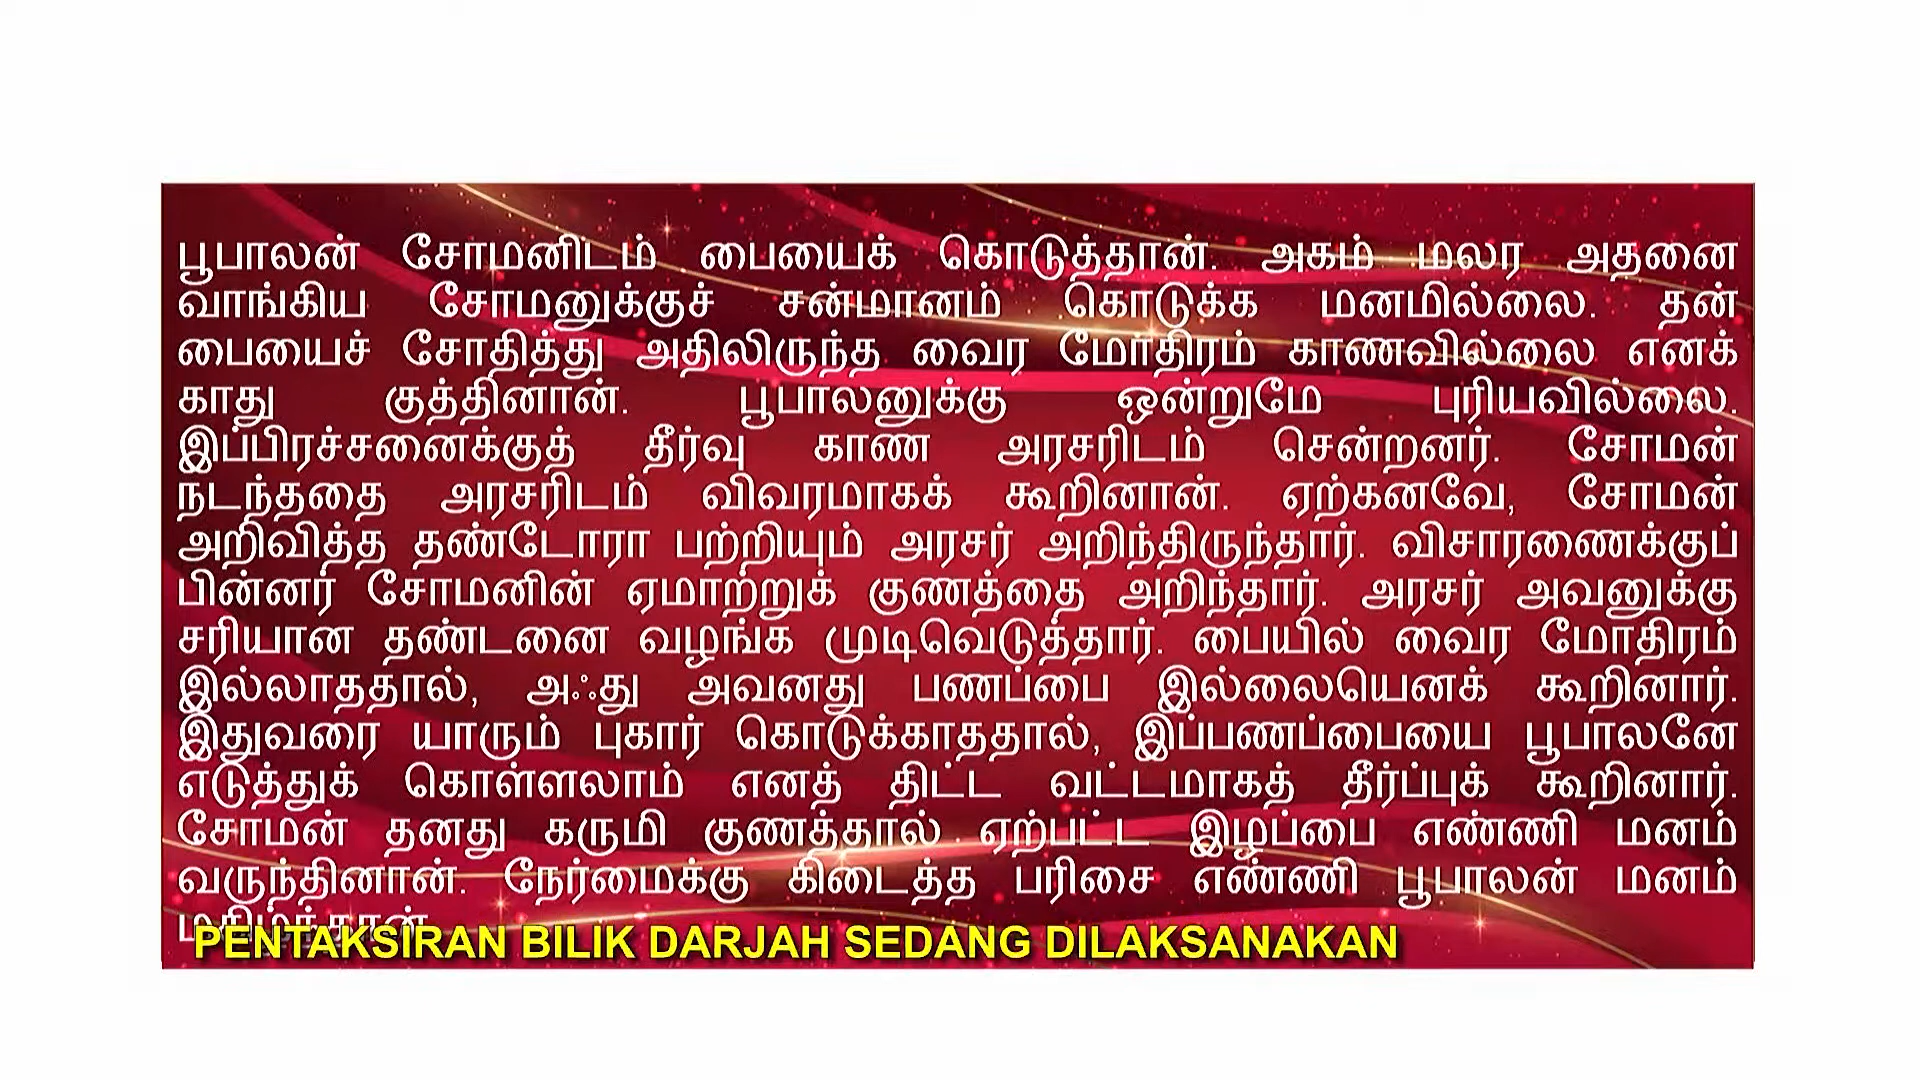 பூபாலன் சோமனிடம் பையைக் கொடுத்தான். அகம் மலர அதனை
வாங்கிய சோமனுக்குச் சன்மானம் கொடுக்க மனமில்லை. தன்
பையைச் சோதித்து அதிலிருந்த வைர மோதிரம் காணவில்லை எனக்
காது குத்தினான். பூபாலனுக்கு ஒன்றுமே புரியவில்லை.
இப்பிரச்சனைக்குத் தீர்வு காண அரசரிடம் சென்றனர். சோமன்
நடந்ததை அரசரிடம் விவரமாகக் கூறினான். ஏற்கனவே, சோமன்
அறிவித்த தண்டோரா பற்றியும் அரசர் அறிந்திருந்தார். விசாரணைக்குப்
பின்னர் சோமனின் ஏமாற்றுக் குணத்தை அறிந்தார். அரசர் அவனுக்கு
சரியான தண்டனை வழங்க முடிவெடுத்தார். பையில் வைர மோதிரம்
இல்லாததால், அஃது அவனது பணப்பை இல்லையெனக் கூறினார்.
இதுவரை யாரும் புகார் கொடுக்காததால், இப்பணப்பையை பூபாலனே
எடுத்துக் கொள்ளலாம் எனத் திட்ட வட்டமாகத் தீர்ப்புக் கூறினார்.
சோமன் தனது கருமி குணத்தால் ஏற்பட்ட இழப்பை எண்ணி மனம்
வருந்தினான். நேர்மைக்கு கிடைத்த பரிசை எண்ணி பூபாலன் மனம்
PENTAKSIRAN BILIK DARJAH SEDANG DILAKSANAKAN